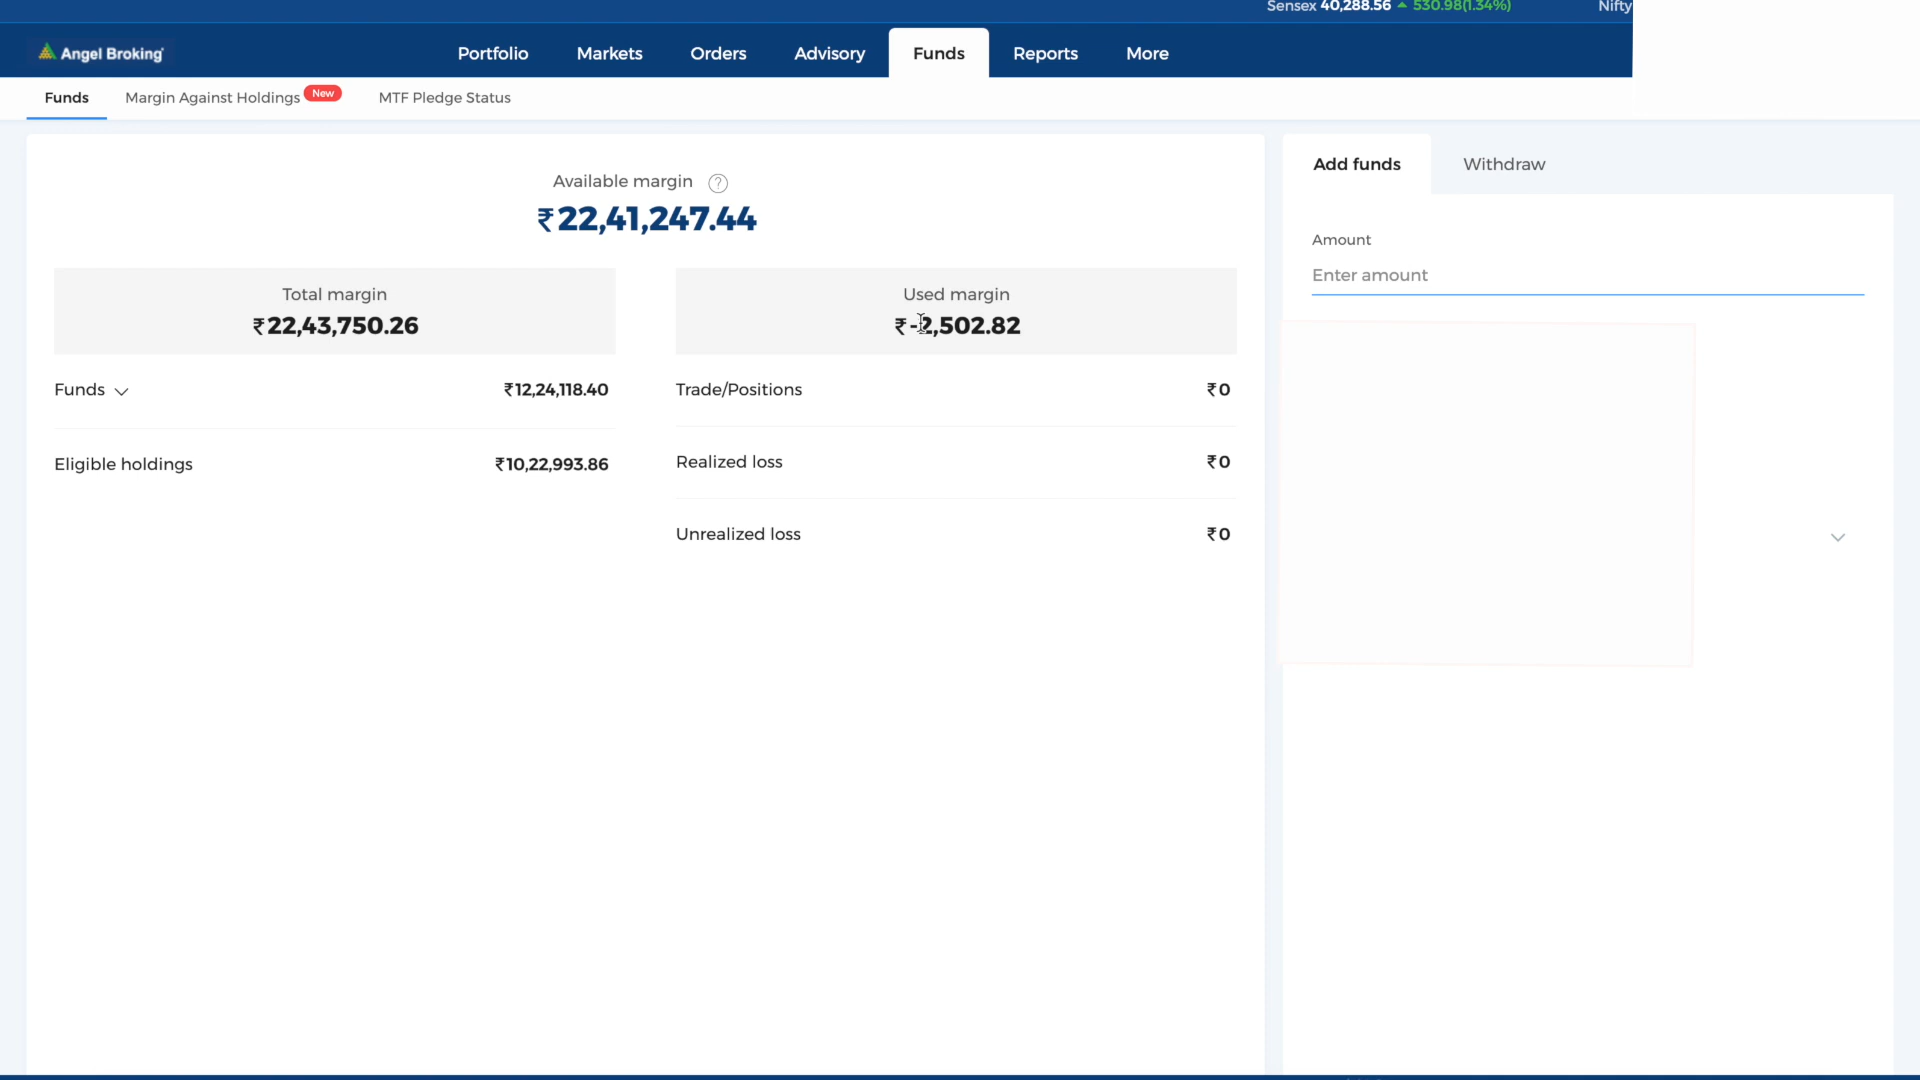 Sensex 40,288.56 530.98(1.34%) Nifty
Angel Broking
Portfolio Markets Orders Advisory Funds Reports More
Funds Margin Against Holdings New MTF Pledge Status
Add funds Withdraw
Available margin ?
₹22,41,247.44
Amount
Enter amount
Total margin
₹22,43,750.26
Used margin
₹-2,502.82
Funds ₹12,24,118.40
Trade/Positions ₹0
Eligible holdings ₹10,22,993.86
Realized loss ₹0
Unrealized loss ₹0